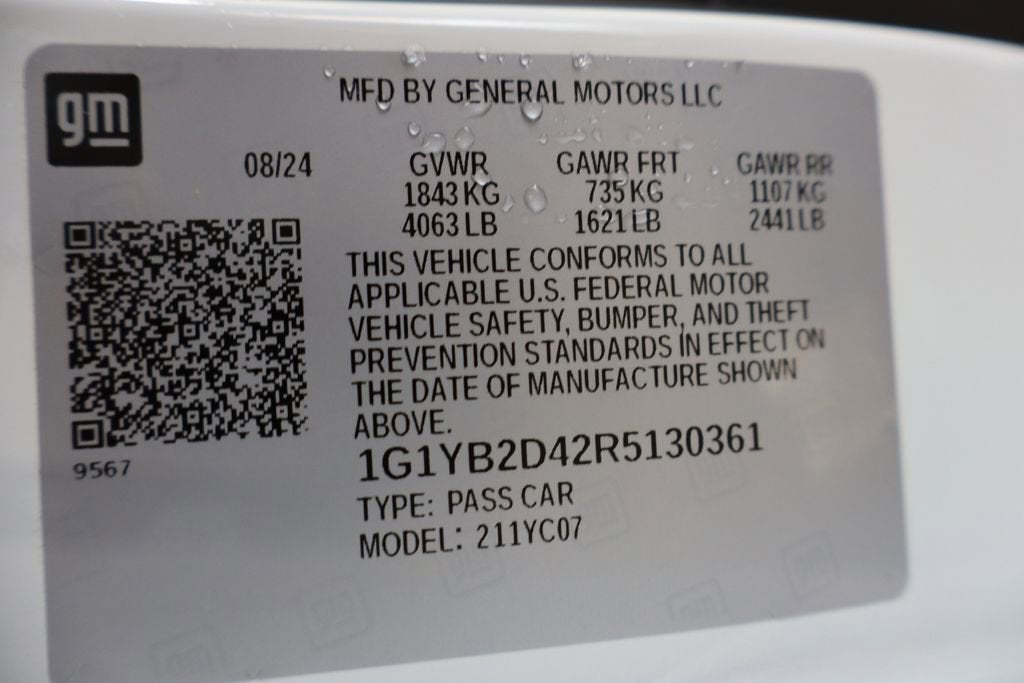 gm
MFD BY GENERAL MOTORS LLC
08/24 GVWR GAWR FRT GAWR RR
1843 KG 735 KG 1107 KG
4063 LB 1621 LB 2441 LB
THIS VEHICLE CONFORMS TO ALL
APPLICABLE U.S. FEDERAL MOTOR
VEHICLE SAFETY, BUMPER, AND THEFT
PREVENTION STANDARDS IN EFFECT ON
THE DATE OF MANUFACTURE SHOWN
ABOVE.
9567
1G1YB2D42R5130361
TYPE: PASS CAR
MODEL: 211YC07